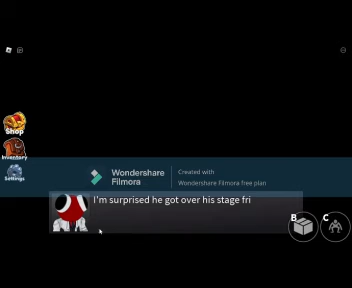 Shop
Inventory
Settings
Wondershare
Filmora
Created with
Wondershare Filmora free plan
I'm surprised he got over his stage fri
B
C